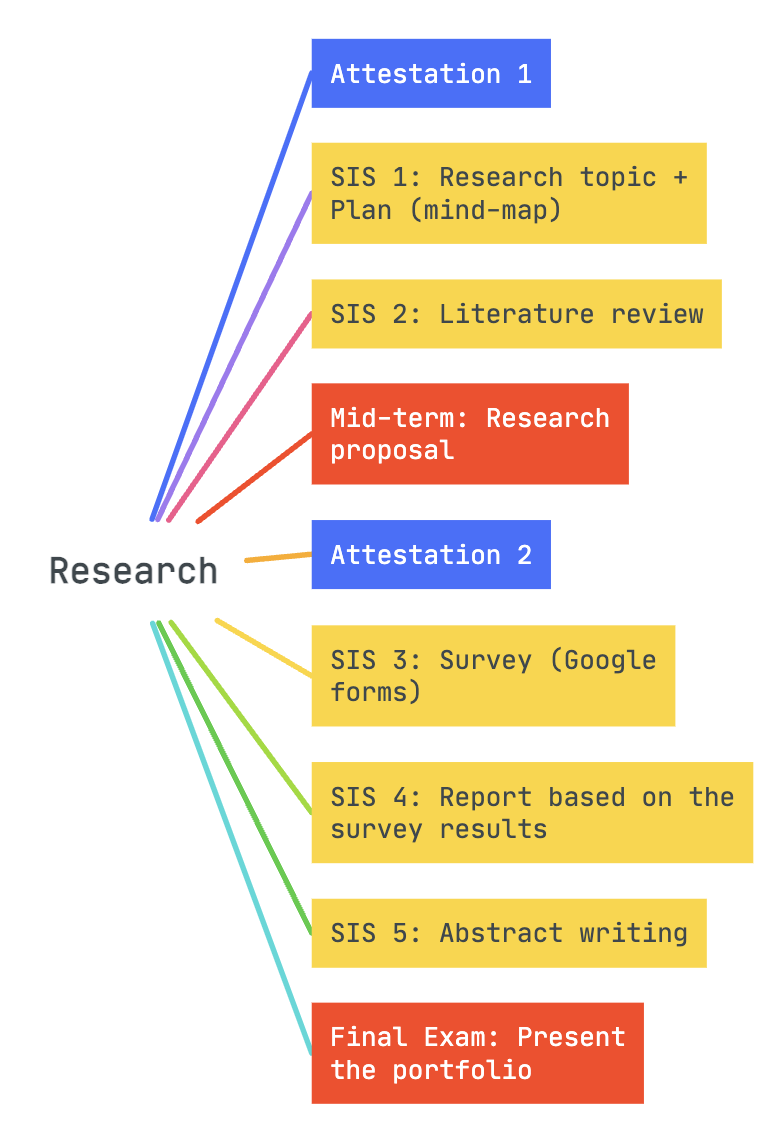 Attestation 1
SIS 1: Research topic +
Plan (mind-map)
SIS 2: Literature review
Mid-term: Research
proposal
Research
Attestation 2
SIS 3: Survey (Google
forms)
SIS 4: Report based on the
survey results
SIS 5: Abstract writing
Final Exam: Present
the portfolio